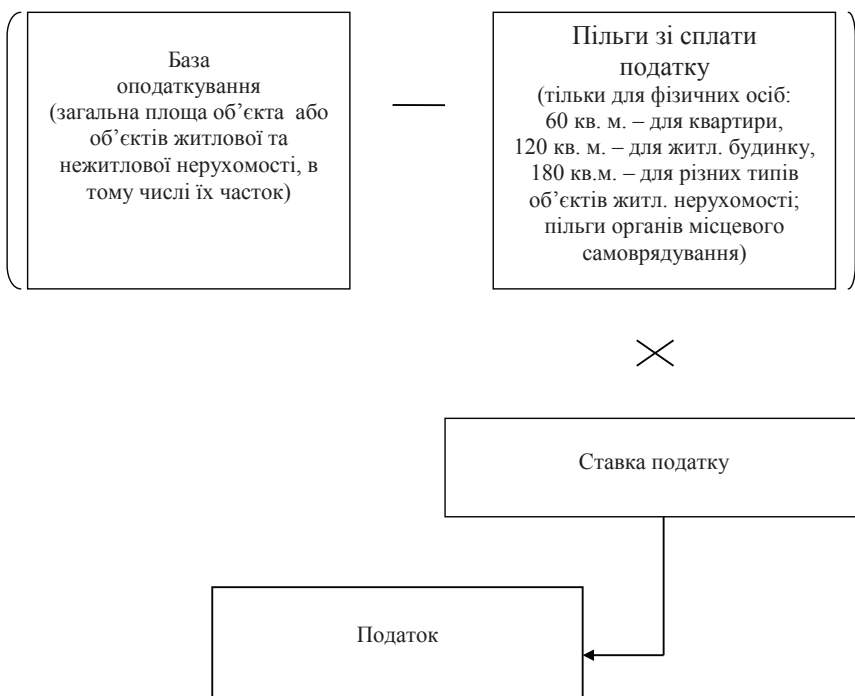 База
оподаткування
(загальна площа об’єкта або
об’єктів житлової та
нежитлової нерухомості, в
тому числі їх часток)
Пільги зі сплати
податку
(тільки для фізичних осіб:
60 кв. м. – для квартири,
120 кв. м. – для житл. будинку,
180 кв.м. – для різних типів
об’єктів житл. нерухомості;
пільги органів місцевого
самоврядування)
Ставка податку
Податок